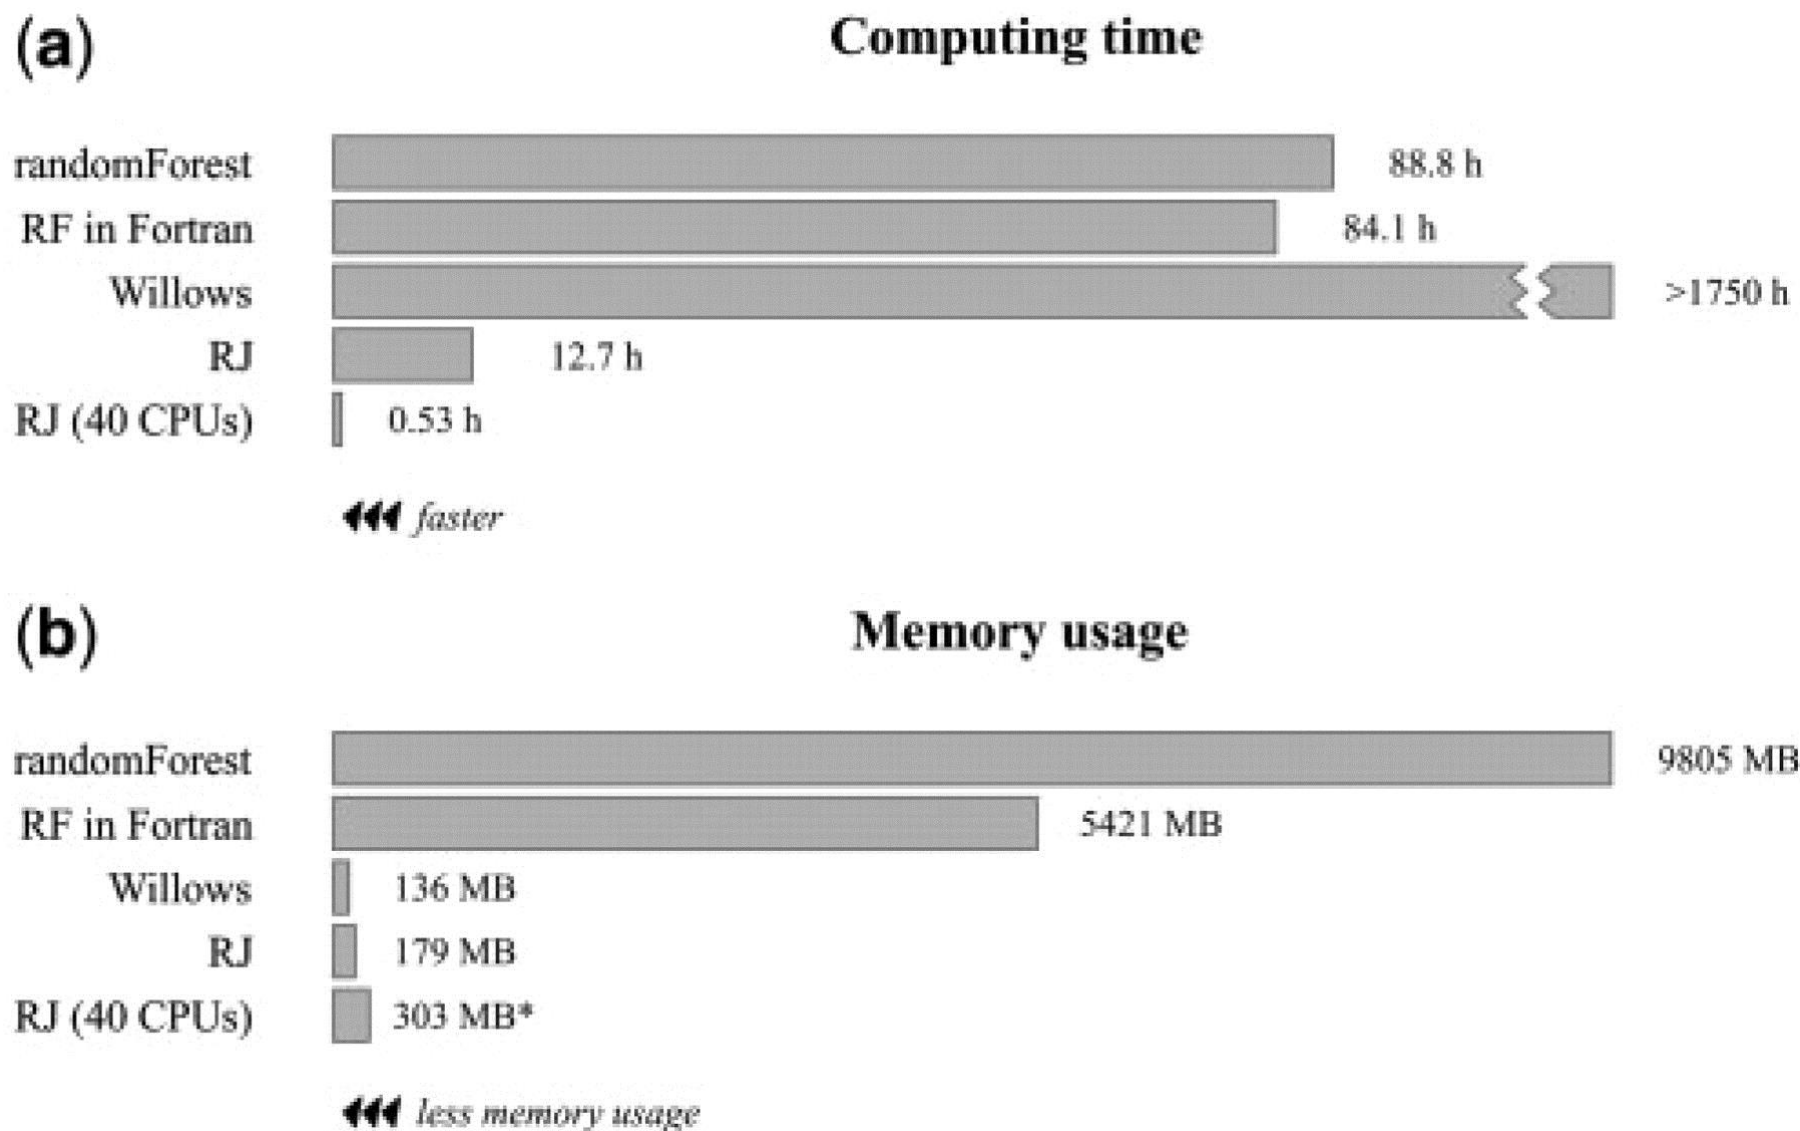 (a)
Computing time
randomForest 88.8 h
RF in Fortran 84.1 h
Willows >1750 h
RJ 12.7 h
RJ (40 CPUs) 0.53 h
faster
(b)
Memory usage
randomForest 9805 MB
RF in Fortran 5421 MB
Willows 136 MB
RJ 179 MB
RJ (40 CPUs) 303 MB*
less memory usage